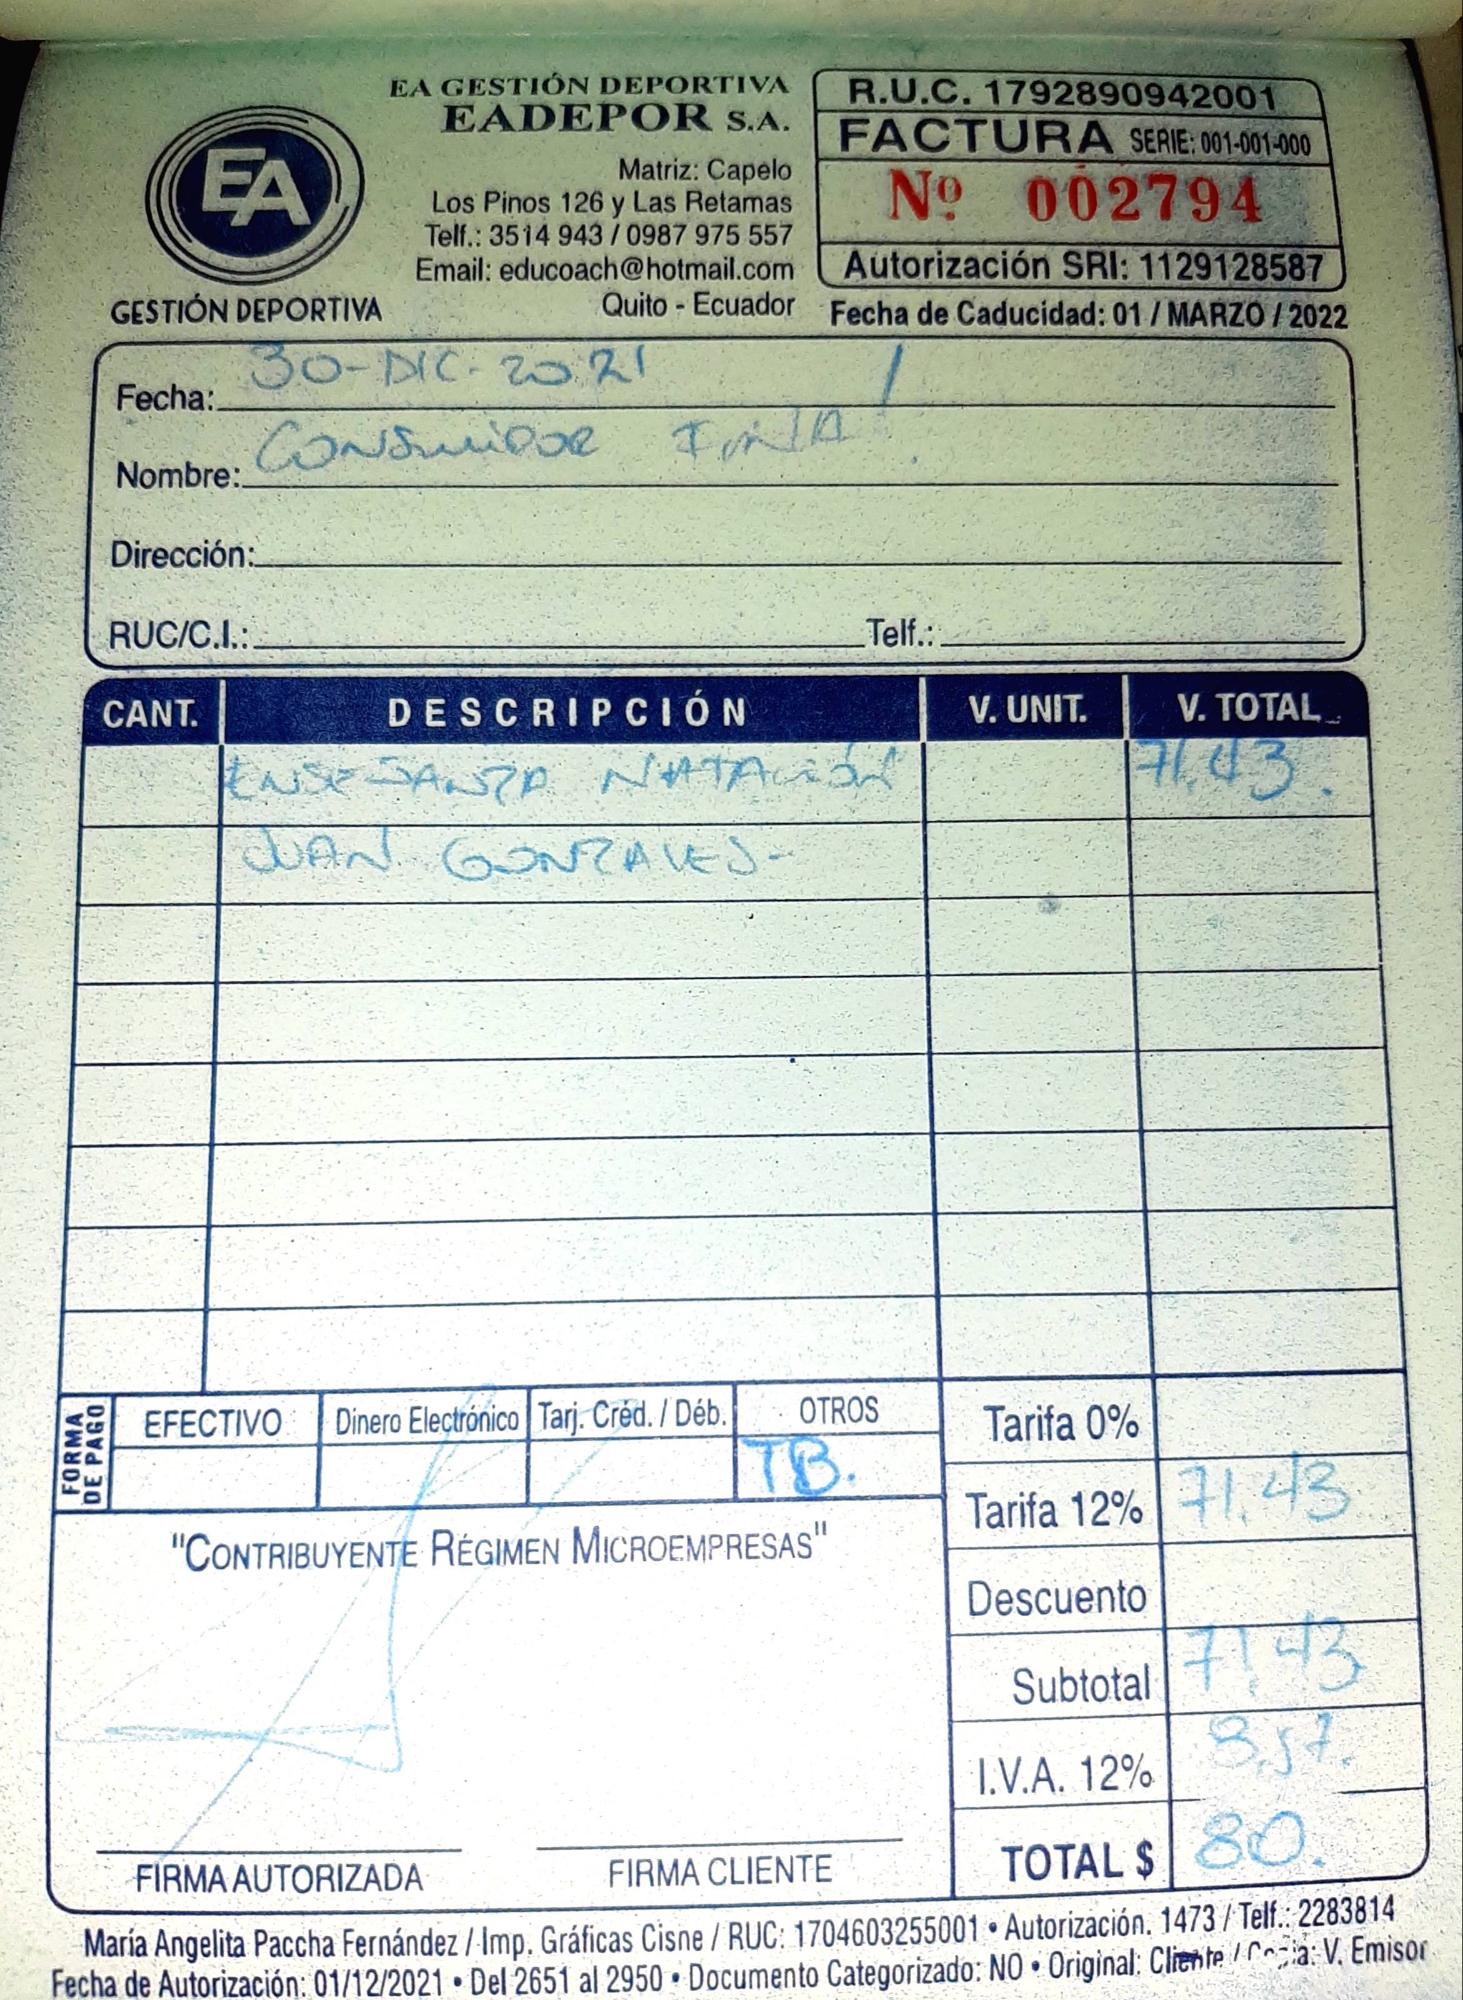 EA GESTIÓN DEPORTIVA
EADEPOR S.A.
EA
GESTIÓN DEPORTIVA
Matriz: Capelo
Los Pinos 126 y Las Retamas
Telf.: 3514 943 / 0987 975 557
Email: educoach@hotmail.com
Quito - Ecuador
R.U.C. 1792890942001
FACTURA SERIE: 001-001-000
Nº 002794
Autorización SRI: 1129128587
Fecha de Caducidad: 01 / MARZO / 2022
Fecha: 30-DIC-2021
Nombre: CONSUMIDOR FINAL
Dirección:
RUC/C.I.: Telf.:
CANT. DESCRIPCIÓN V. UNIT. V. TOTAL
ENSEÑANZA NATACIÓN 71.43.
JUAN GONZALES-
FORMA DE PAGO EFECTIVO Dinero Electrónico Tarj. Créd. / Déb. OTROS
TB.
Tarifa 0%
Tarifa 12% 71.43
Descuento
Subtotal 71.43
I.V.A. 12% 8,57.
TOTAL $ 80.
"CONTRIBUYENTE RÉGIMEN MICROEMPRESAS"
FIRMA AUTORIZADA FIRMA CLIENTE
María Angelita Paccha Fernández / Imp. Gráficas Cisne / RUC: 1704603255001 • Autorización. 1473 / Telf.: 2283814
Fecha de Autorización: 01/12/2021 • Del 2651 al 2950 • Documento Categorizado: NO • Original: Cliente / Copia: V. Emisor